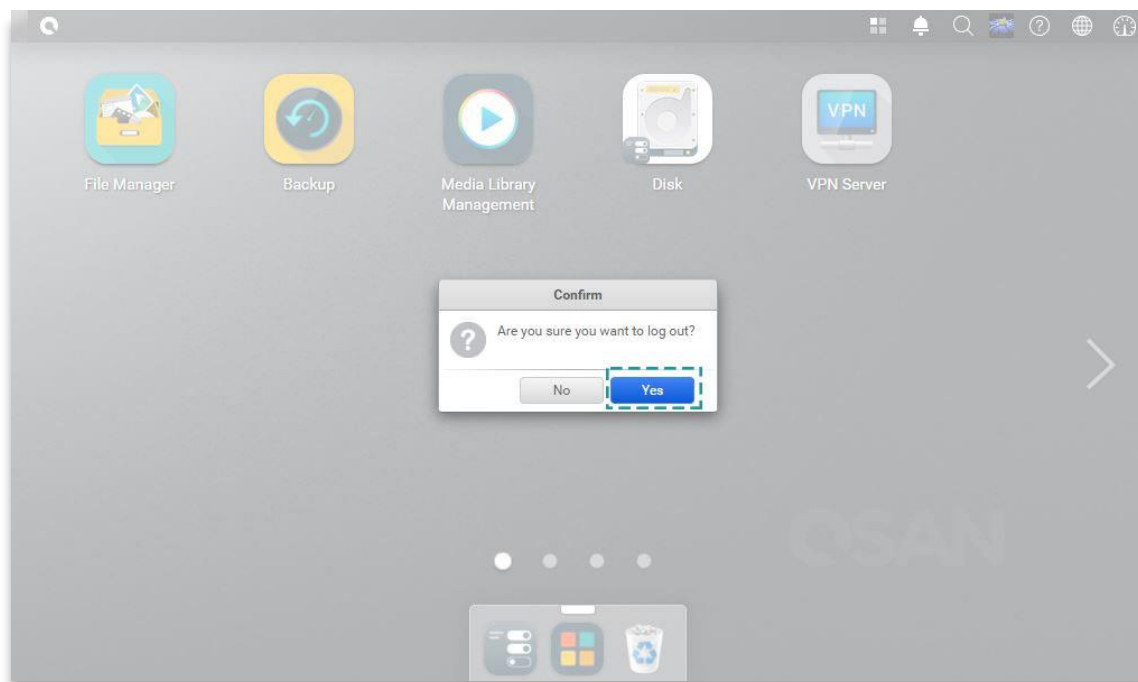 VPN
File Manager
Backup
Media Library
Management
Disk
VPN Server
Confirm
Are you sure you want to log out?
No
Yes
QSAN